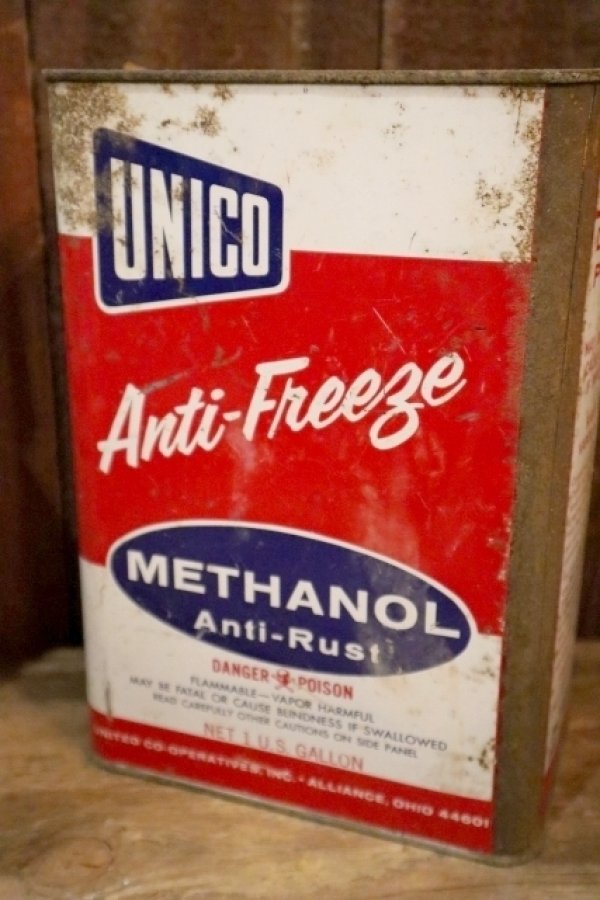 UNICO
Anti-Freeze
METHANOL
Anti-Rust
DANGER POISON
FLAMMABLE—VAPOR HARMFUL
MAY BE FATAL OR CAUSE BLINDNESS IF SWALLOWED
READ CAREFULLY OTHER CAUTIONS ON SIDE PANEL
NET 1 U.S. GALLON
UNITED CO-OPERATIVES, INC. · ALLIANCE, OHIO 44601